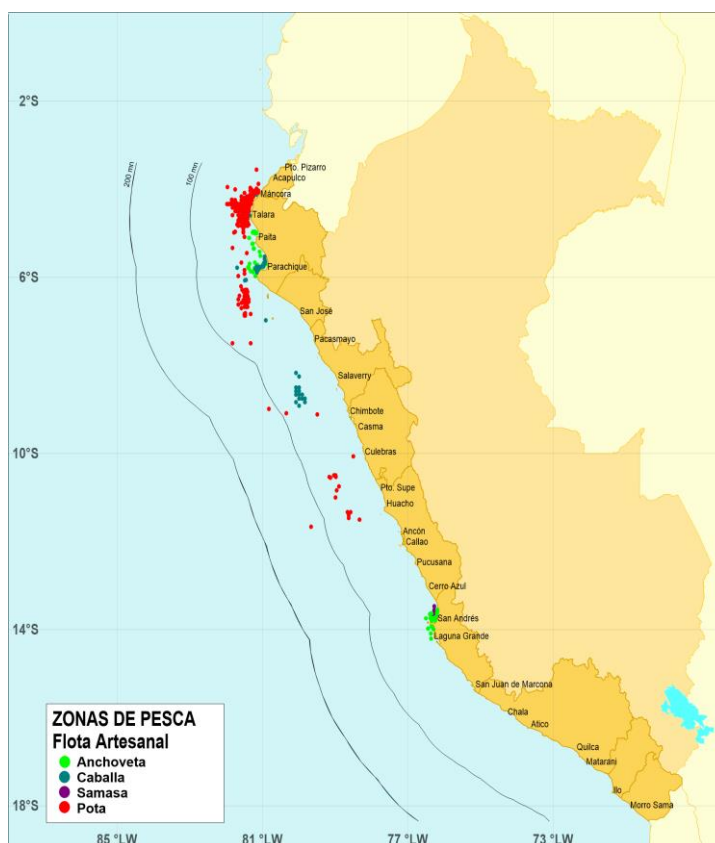 2°S
200 mn
100 mn
Pto. Pizarro
Acapulco
Máncora
Talara
Paita
Parachique
6°S
San José
Pacasmayo
Salaverry
Chimbote
Casma
Culebras
10°S
Pto. Supe
Huacho
Ancón
Callao
Pucusana
Cerro Azul
San Andrés
14°S
Laguna Grande
San Juan de Marcona
Chala
Atico
Quilca
Matarani
Ilo
Morro Sama
18°S
ZONAS DE PESCA
Flota Artesanal
Anchoveta
Caballa
Samasa
Pota
85 °LW
81 °LW
77°LW
73°LW